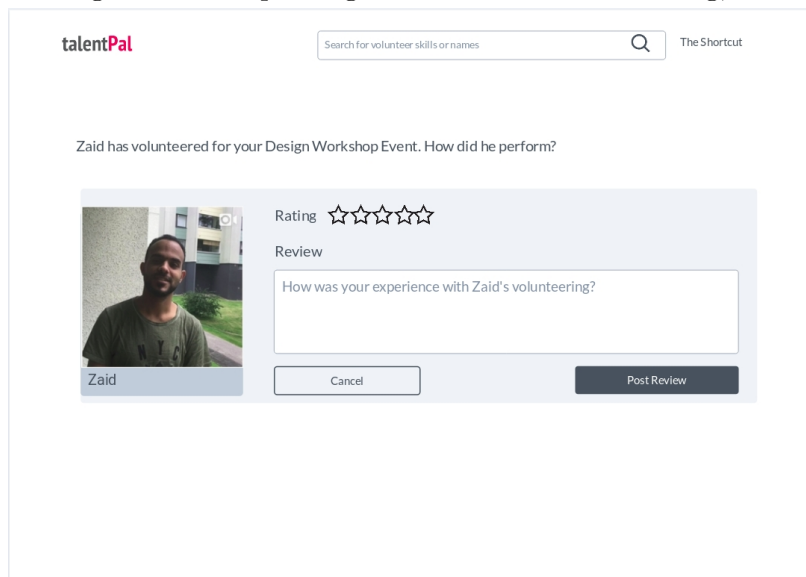 talentPal
Search for volunteer skills or names
The Shortcut
Zaid has volunteered for your Design Workshop Event. How did he perform?
Rating
Review
How was your experience with Zaid's volunteering?
NYC
Zaid
Cancel
Post Review